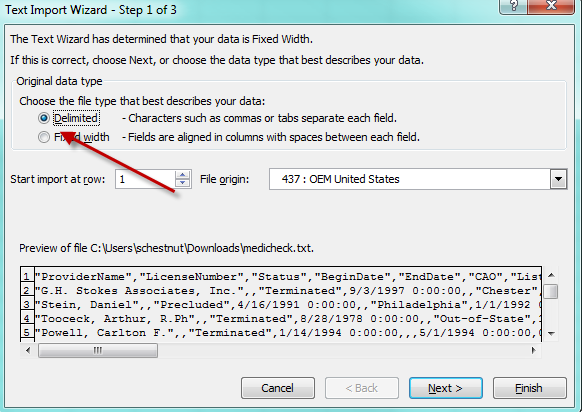 Text Import Wizard - Step 1 of 3
The Text Wizard has determined that your data is Fixed Width.
If this is correct, choose Next, or choose the data type that best describes your data.
Original data type
Choose the file type that best describes your data:
Delimited - Characters such as commas or tabs separate each field.
Fixed width - Fields are aligned in columns with spaces between each field.
Start import at row: 1 File origin: 437 : OEM United States
Preview of file C:\Users\schestnut\Downloads\medicheck.txt.
1 "ProviderName","LicenseNumber","Status","BeginDate","EndDate","CAO","List
2 "G.H. Stokes Associates, Inc.",,"Terminated",9/3/1997 0:00:00,,"Chester",
3 "Stein, Daniel",,"Precluded",4/16/1991 0:00:00,,"Philadelphia",1/1/1992 0
4 "Tooceck, Arthur, R.Ph",,"Terminated",8/28/1978 0:00:00,,"Out-of-State",1
5 "Powell, Carlton F.",,"Terminated",1/14/1994 0:00:00,,,5/1/1994 0:00:00,0
Cancel < Back Next > Finish